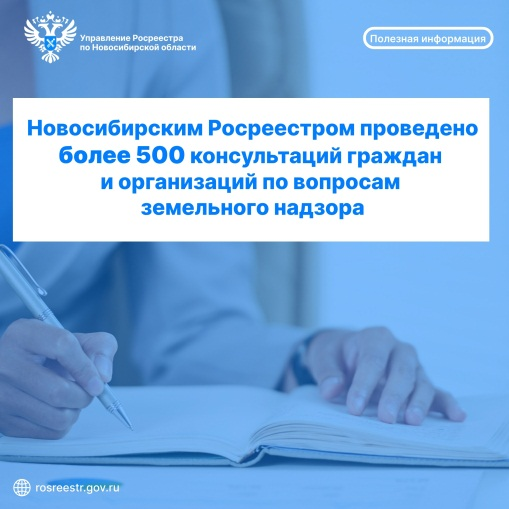 Управление Росреестра
по Новосибирской области
Полезная информация
Новосибирским Росреестром проведено
более 500 консультаций граждан
и организаций по вопросам
земельного надзора
rosreestr.gov.ru